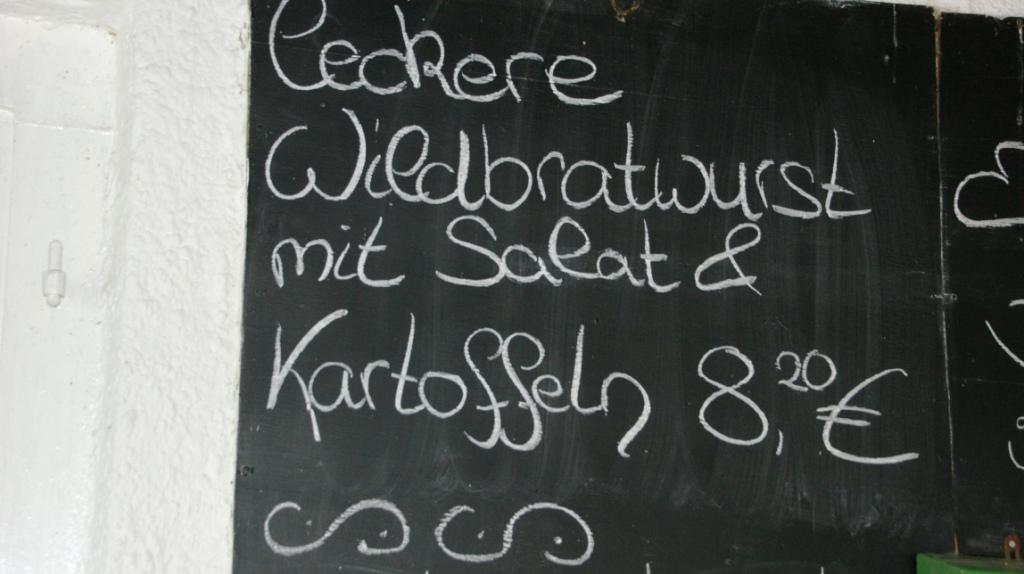 Leckere
Wildbratwurst
mit Salat &
Kartoffeln 8,20 €